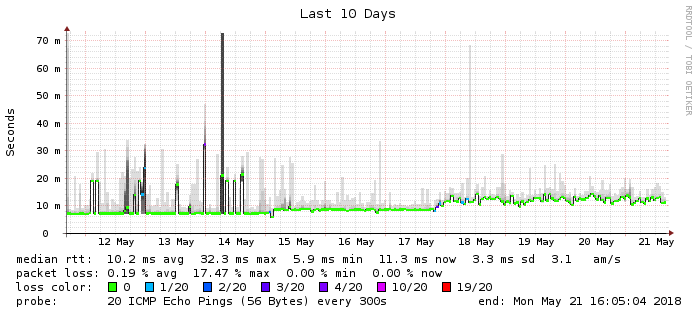 Last 10 Days
RRDTOOL / TOBI OETIKER
Seconds
70 m
60 m
50 m
40 m
30 m
20 m
10 m
0
12 May 13 May 14 May 15 May 16 May 17 May 18 May 19 May 20 May 21 May
median rtt: 10.2 ms avg 32.3 ms max 5.9 ms min 11.3 ms now 3.3 ms sd 3.1 am/s
packet loss: 0.19 % avg 17.47 % max 0.00 % min 0.00 % now
loss color: 0 1/20 2/20 3/20 4/20 10/20 19/20
probe: 20 ICMP Echo Pings (56 Bytes) every 300s end: Mon May 21 16:05:04 2018